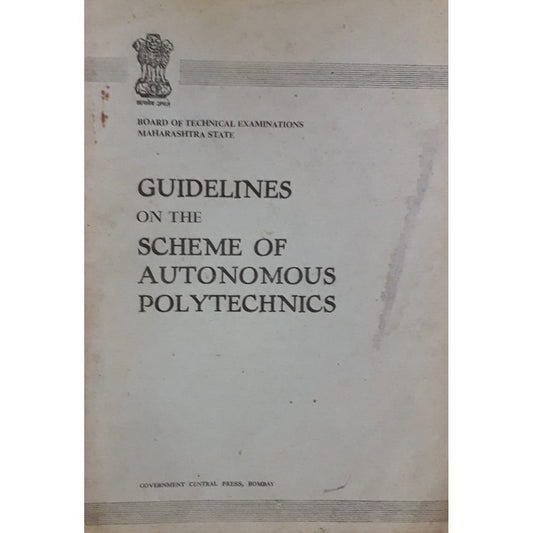 सत्यमेव जयते
BOARD OF TECHNICAL EXAMINATIONS
MAHARASHTRA STATE
GUIDELINES
ON THE
SCHEME OF
AUTONOMOUS
POLYTECHNICS
GOVERNMENT CENTRAL PRESS, BOMBAY